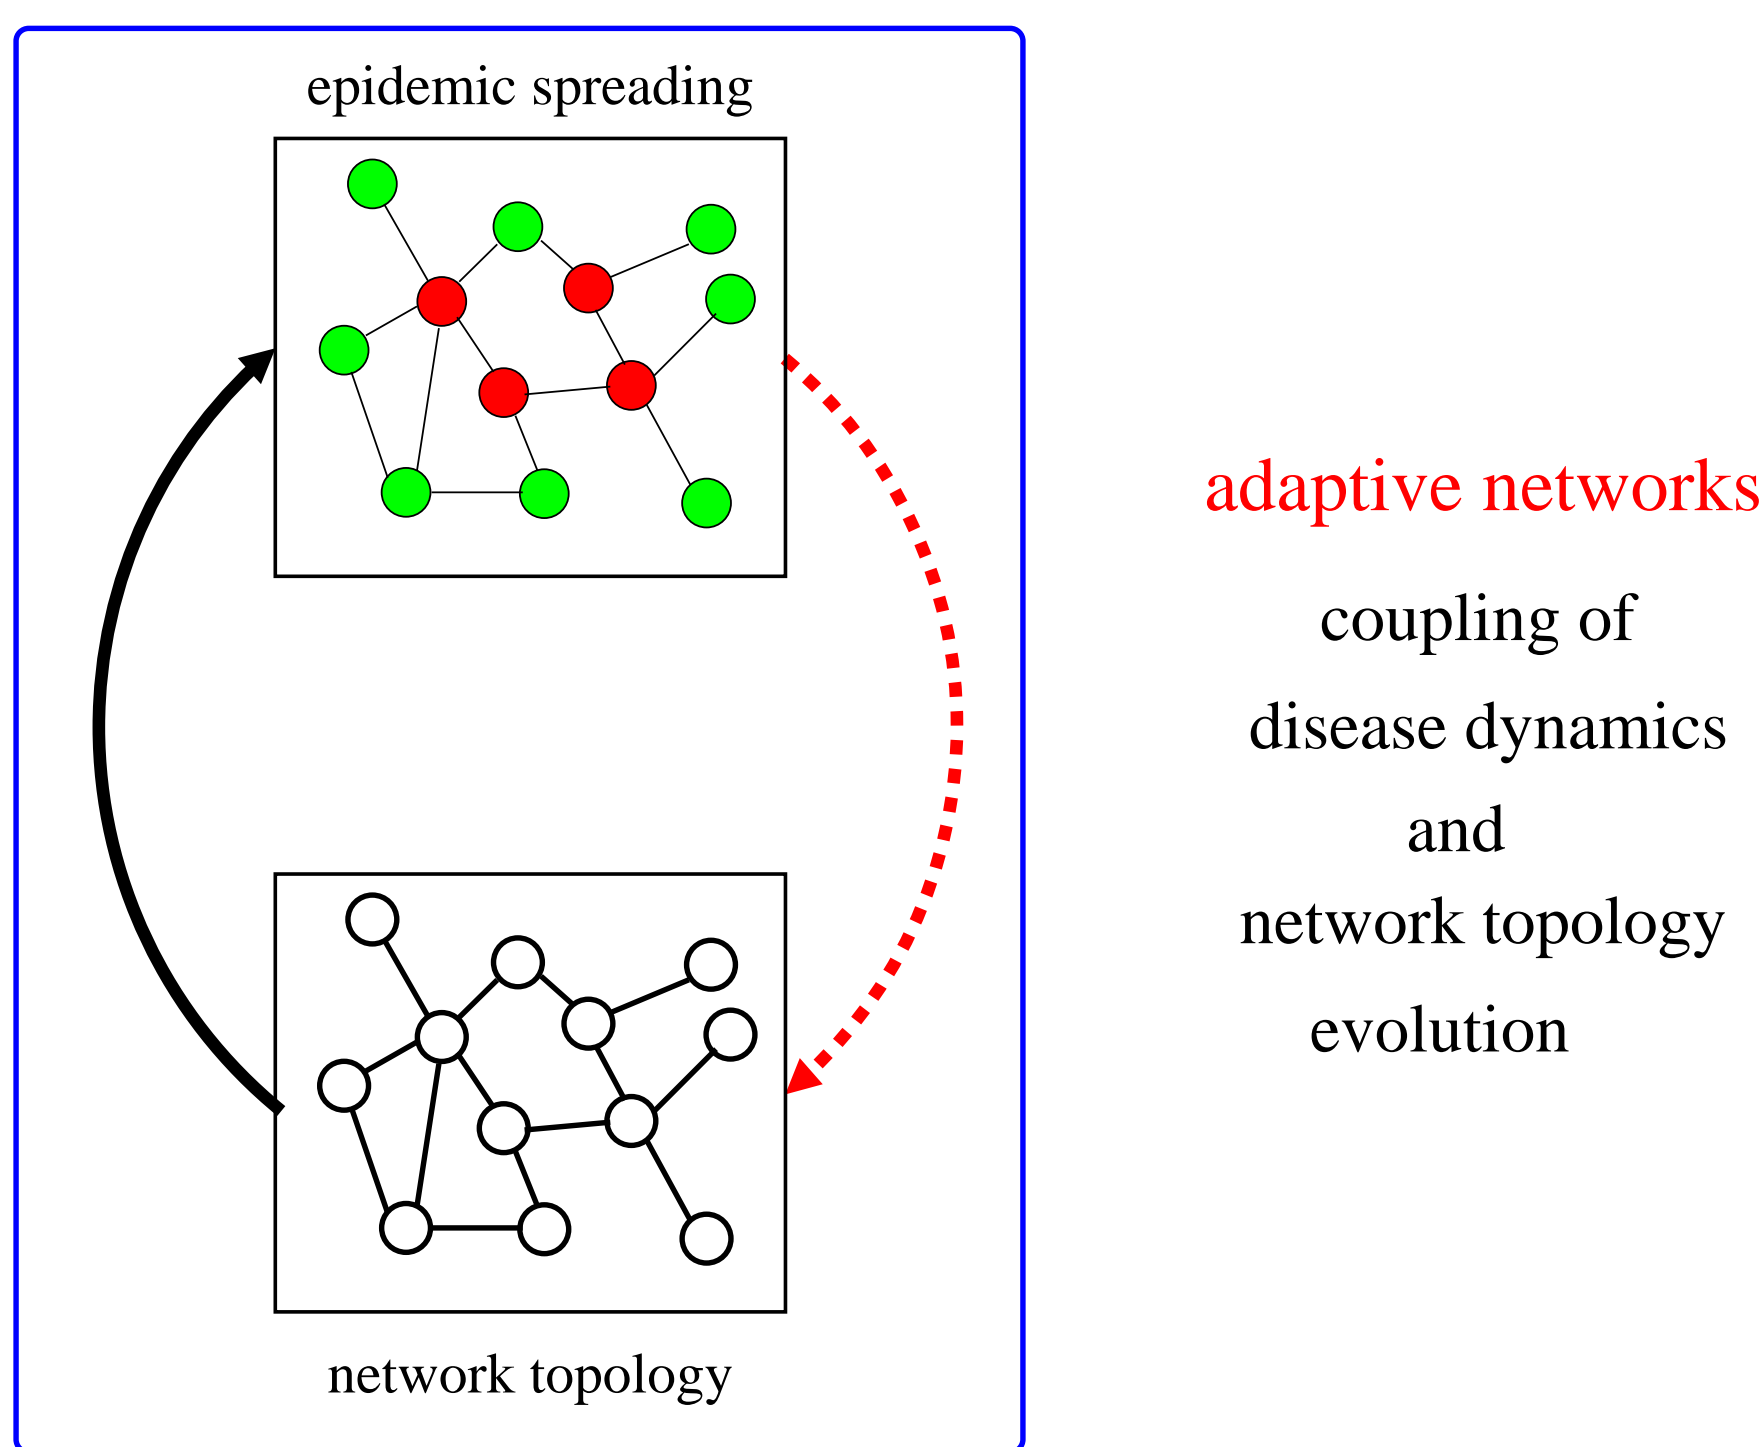 epidemic spreading
network topology
adaptive networks
coupling of
disease dynamics
and
network topology
evolution